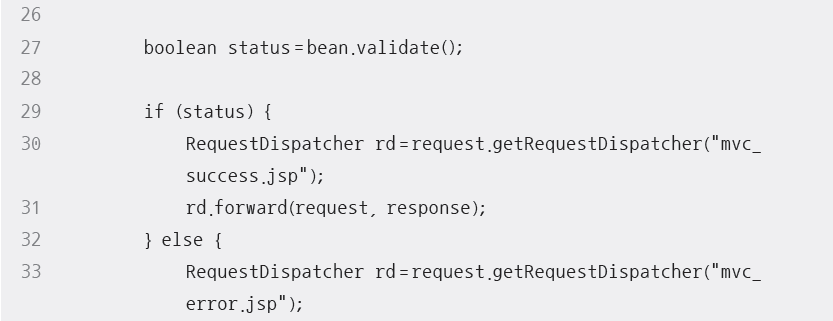 26
27 boolean status=bean.validate();
28
29 if (status) {
30 RequestDispatcher rd=request.getRequestDispatcher("mvc_
success.jsp");
31 rd.forward(request, response);
32 } else {
33 RequestDispatcher rd=request.getRequestDispatcher("mvc_
error.jsp");